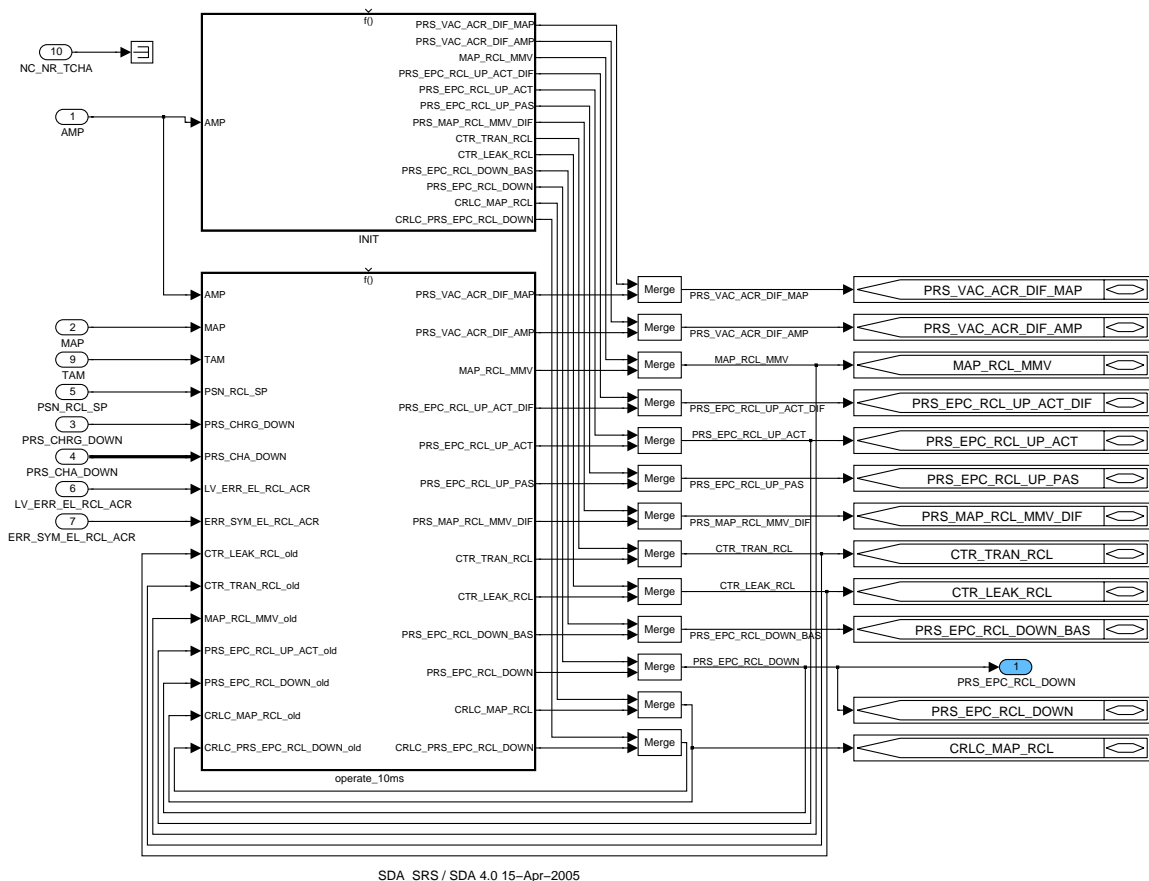 f()
PRS_VAC_ACR_DIF_MAP
PRS_VAC_ACR_DIF_AMP
MAP_RCL_MMV
PRS_EPC_RCL_UP_ACT_DIF
PRS_EPC_RCL_UP_ACT
PRS_EPC_RCL_UP_PAS
PRS_MAP_RCL_MMV_DIF
CTR_TRAN_RCL
CTR_LEAK_RCL
PRS_EPC_RCL_DOWN_BAS
PRS_EPC_RCL_DOWN
CRLC_MAP_RCL
CRLC_PRS_EPC_RCL_DOWN
10
NC_NR_TCHA
1
AMP
AMP
INIT
f()
2
MAP
9
TAM
5
PSN_RCL_SP
3
PRS_CHRG_DOWN
4
PRS_CHA_DOWN
6
LV_ERR_EL_RCL_ACR
7
ERR_SYM_EL_RCL_ACR
AMP
MAP
TAM
PSN_RCL_SP
PRS_CHRG_DOWN
PRS_CHA_DOWN
LV_ERR_EL_RCL_ACR
ERR_SYM_EL_RCL_ACR
CTR_LEAK_RCL_old
CTR_TRAN_RCL_old
MAP_RCL_MMV_old
PRS_EPC_RCL_UP_ACT_old
PRS_EPC_RCL_DOWN_old
CRLC_MAP_RCL_old
CRLC_PRS_EPC_RCL_DOWN_old
PRS_VAC_ACR_DIF_MAP
PRS_VAC_ACR_DIF_AMP
MAP_RCL_MMV
PRS_EPC_RCL_UP_ACT_DIF
PRS_EPC_RCL_UP_ACT
PRS_EPC_RCL_UP_PAS
PRS_MAP_RCL_MMV_DIF
CTR_TRAN_RCL
CTR_LEAK_RCL
PRS_EPC_RCL_DOWN_BAS
PRS_EPC_RCL_DOWN
CRLC_MAP_RCL
CRLC_PRS_EPC_RCL_DOWN
operate_10ms
Merge
PRS_VAC_ACR_DIF_MAP
PRS_VAC_ACR_DIF_MAP
Merge
PRS_VAC_ACR_DIF_AMP
PRS_VAC_ACR_DIF_AMP
Merge
MAP_RCL_MMV
MAP_RCL_MMV
Merge
PRS_EPC_RCL_UP_ACT_DIF
PRS_EPC_RCL_UP_ACT_DIF
Merge
PRS_EPC_RCL_UP_ACT
PRS_EPC_RCL_UP_ACT
Merge
PRS_EPC_RCL_UP_PAS
PRS_EPC_RCL_UP_PAS
Merge
PRS_MAP_RCL_MMV_DIF
PRS_MAP_RCL_MMV_DIF
Merge
CTR_TRAN_RCL
CTR_TRAN_RCL
Merge
CTR_LEAK_RCL
CTR_LEAK_RCL
Merge
PRS_EPC_RCL_DOWN_BAS
PRS_EPC_RCL_DOWN_BAS
Merge
PRS_EPC_RCL_DOWN
1
PRS_EPC_RCL_DOWN
PRS_EPC_RCL_DOWN
Merge
Merge
CRLC_MAP_RCL
SDA SRS / SDA 4.0 15-Apr-2005